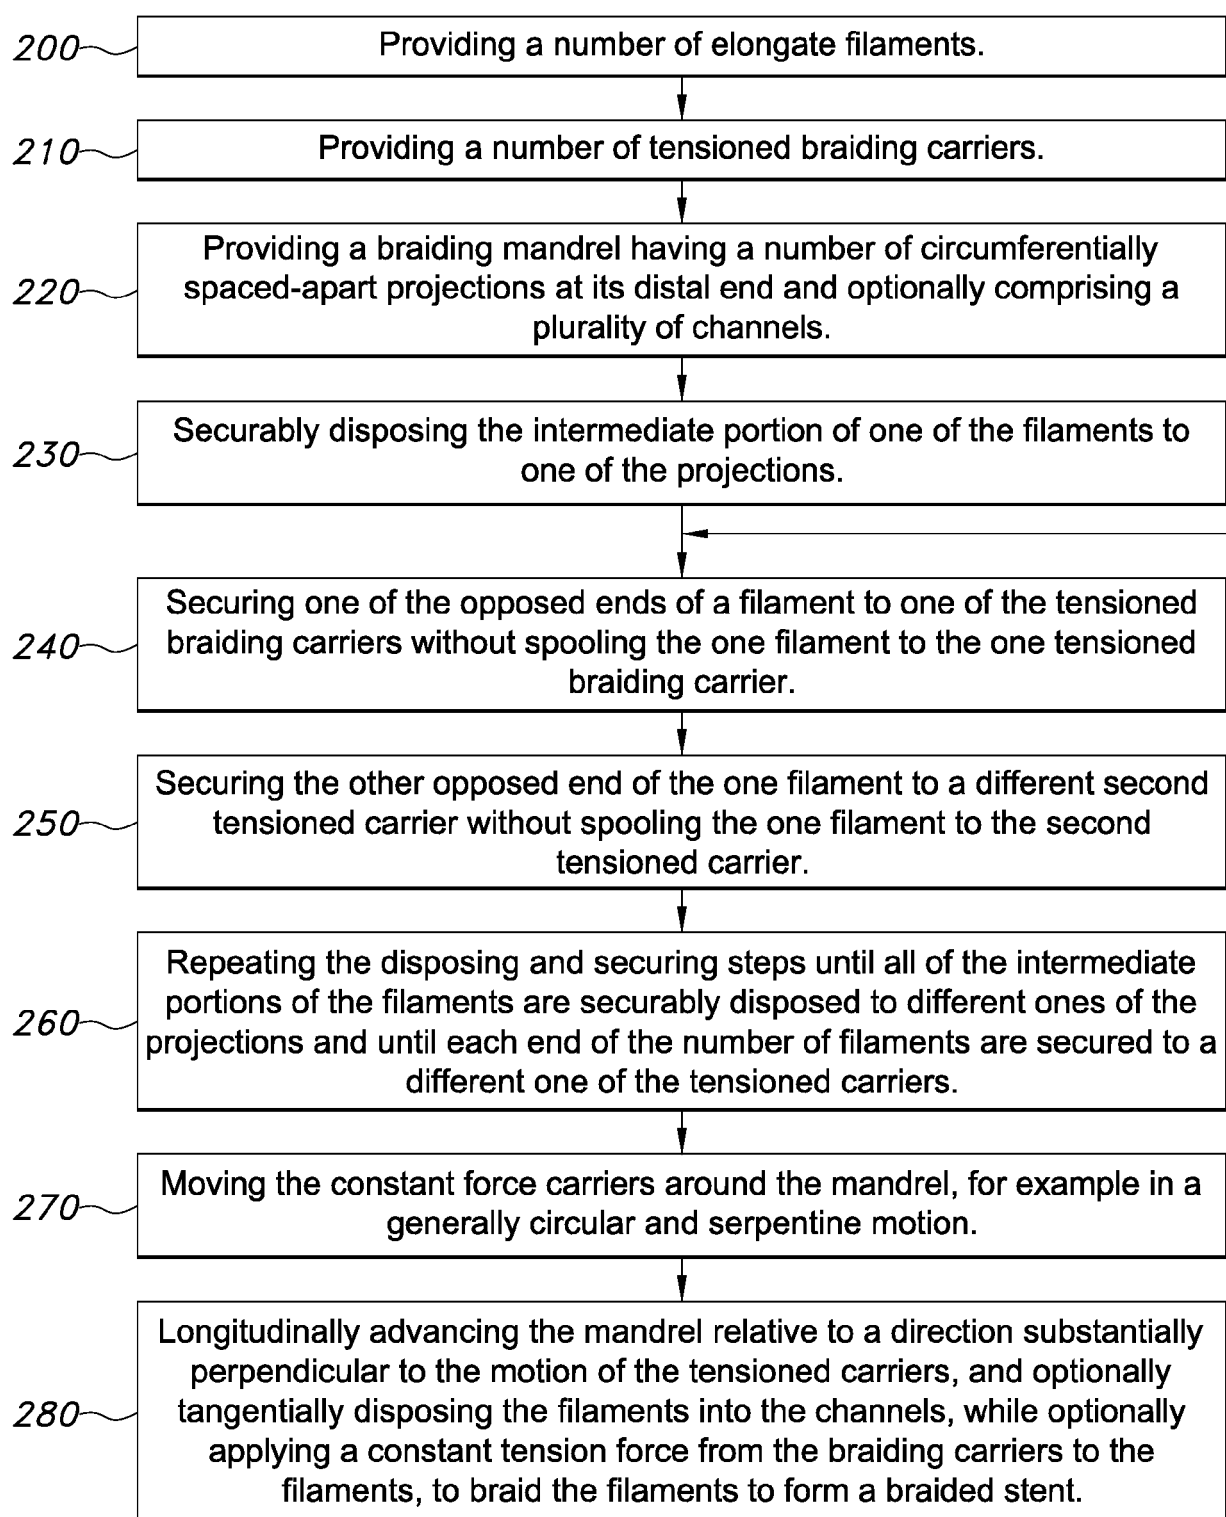 200
Providing a number of elongate filaments.
210
Providing a number of tensioned braiding carriers.
220
Providing a braiding mandrel having a number of circumferentially
spaced-apart projections at its distal end and optionally comprising a
plurality of channels.
230
Securably disposing the intermediate portion of one of the filaments to
one of the projections.
240
Securing one of the opposed ends of a filament to one of the tensioned
braiding carriers without spooling the one filament to the one tensioned
braiding carrier.
250
Securing the other opposed end of the one filament to a different second
tensioned carrier without spooling the one filament to the second
tensioned carrier.
260
Repeating the disposing and securing steps until all of the intermediate
portions of the filaments are securably disposed to different ones of the
projections and until each end of the number of filaments are secured to a
different one of the tensioned carriers.
270
Moving the constant force carriers around the mandrel, for example in a
generally circular and serpentine motion.
280
Longitudinally advancing the mandrel relative to a direction substantially
perpendicular to the motion of the tensioned carriers, and optionally
tangentially disposing the filaments into the channels, while optionally
applying a constant tension force from the braiding carriers to the
filaments, to braid the filaments to form a braided stent.